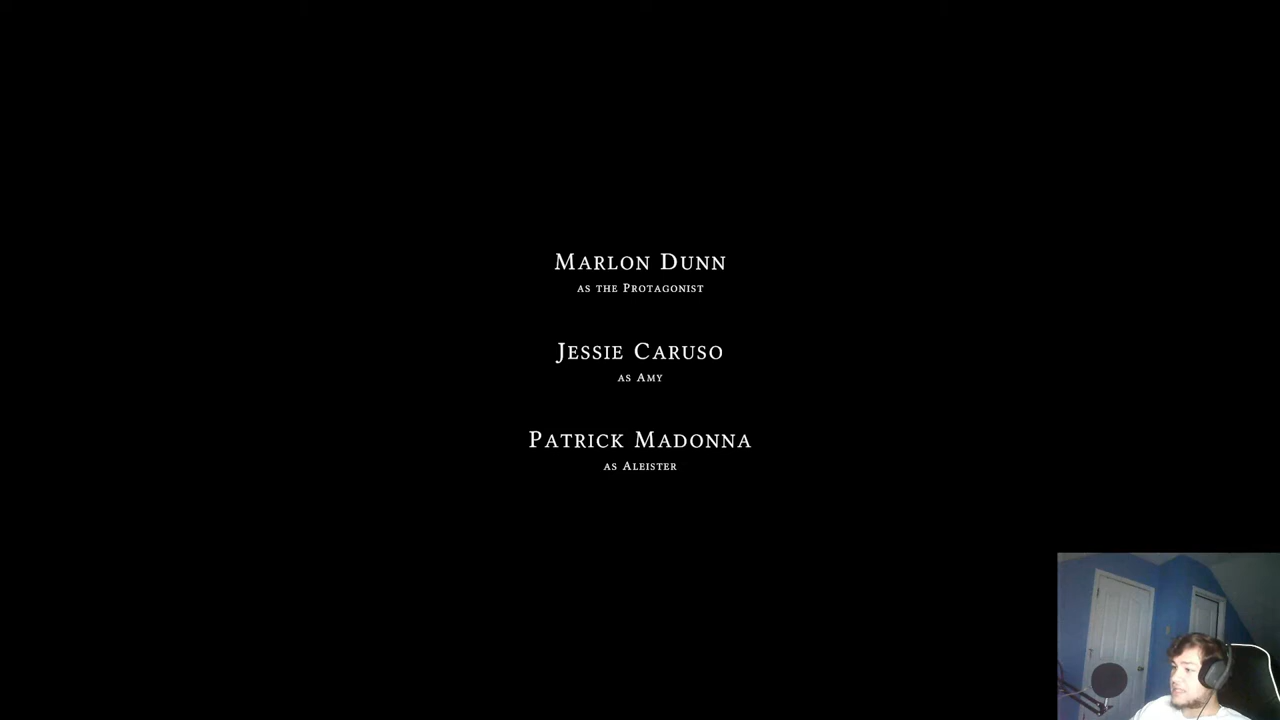 Marlon Dunn
as the Protagonist
Jessie Caruso
as Amy
Patrick Madonna
as Aleister